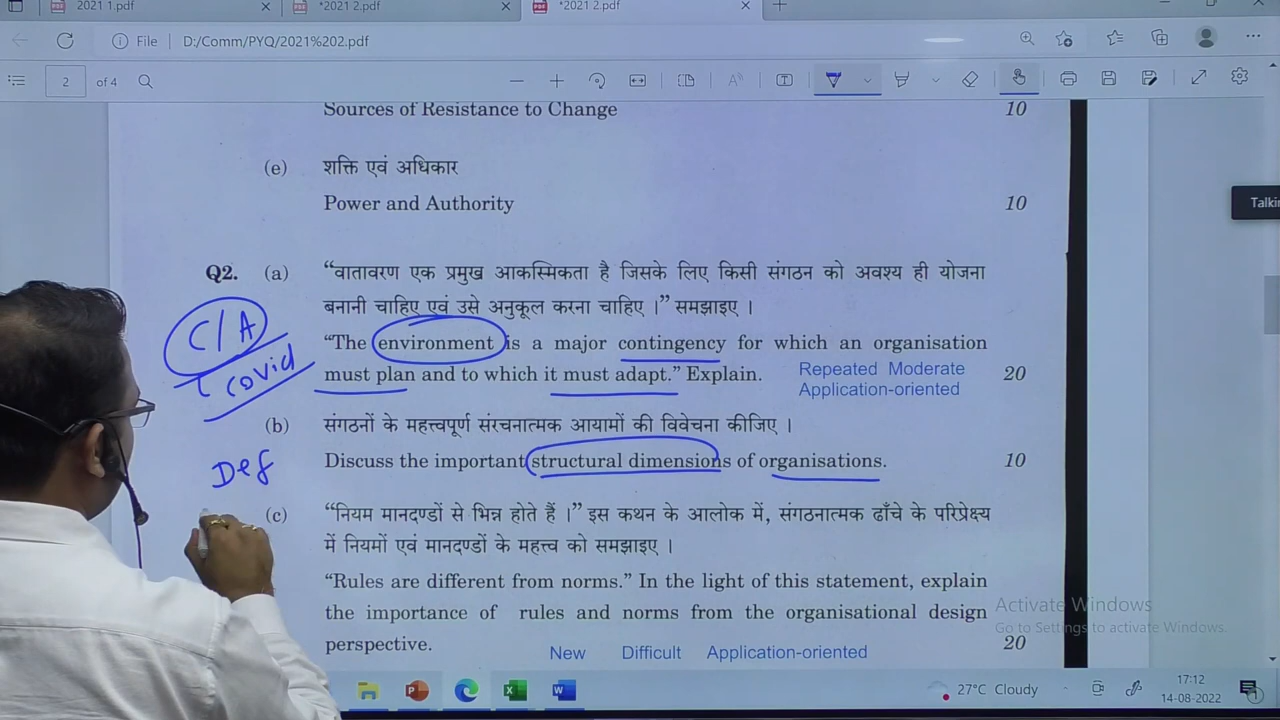 2021 1.pdf
*2021 2.pdf
*2021 2.pdf
File D:/Comm/PYQ/2021%202.pdf
2 of 4
Sources of Resistance to Change 10
(e) शक्ति एवं अधिकार
Power and Authority 10
Talkin
Q2. (a) “वातावरण एक प्रमुख आकस्मिकता है जिसके लिए किसी संगठन को अवश्य ही योजना
बनानी चाहिए एवं उसे अनुकूल करना चाहिए ।” समझाइए ।
C/A
“The environment is a major contingency for which an organisation
must plan and to which it must adapt.” Explain. 20
covid
Repeated Moderate
Application-oriented
(b) संगठनों के महत्त्वपूर्ण संरचनात्मक आयामों की विवेचना कीजिए ।
Def
Discuss the important structural dimensions of organisations. 10
(c) “नियम मानदण्डों से भिन्न होते हैं ।” इस कथन के आलोक में, संगठनात्मक ढाँचे के परिप्रेक्ष्य
में नियमों एवं मानदण्डों के महत्त्व को समझाइए ।
“Rules are different from norms.” In the light of this statement, explain
the importance of rules and norms from the organisational design
perspective. 20
New Difficult Application-oriented
Activate Windows
Go to Settings to activate Windows.
27°C Cloudy
17:12
14-08-2022